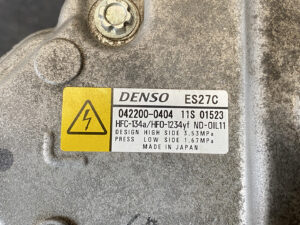 DENSO ES27C
042200-0404 11S 01523
HFC-134a/HFO-1234yf ND-OIL11
DESIGN HIGH SIDE 3.53MPa
PRESS. LOW SIDE 1.67MPa
MADE IN JAPAN